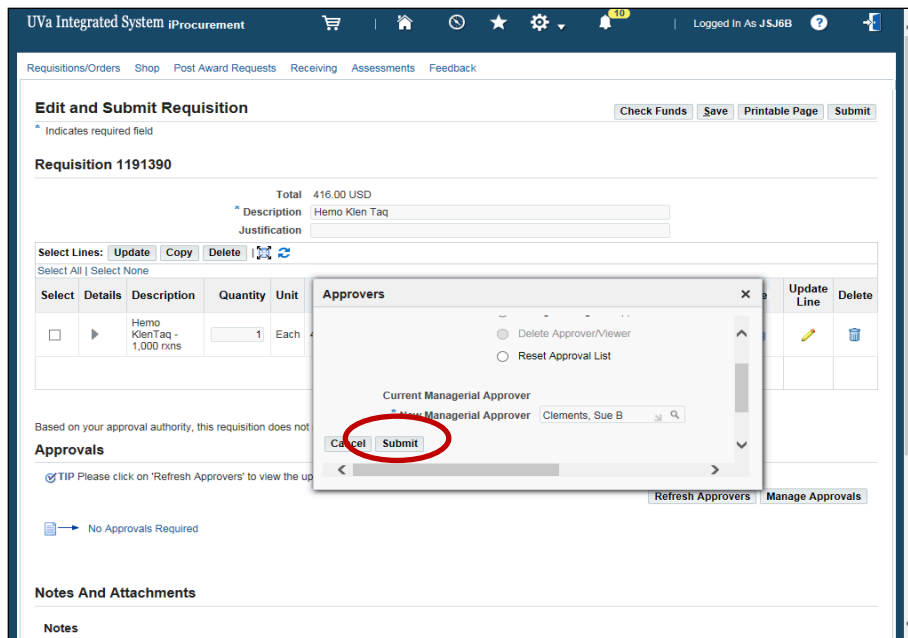 UVa Integrated System iProcurement
10
| Logged In As JSJ6B
?
Requisitions/Orders Shop Post Award Requests Receiving Assessments Feedback
Edit and Submit Requisition
Check Funds Save Printable Page Submit
* Indicates required field
Requisition 1191390
Total 416.00 USD
* Description Hemo Klen Taq
Justification
Select Lines: Update Copy Delete |
Select All | Select None
Select Details Description Quantity Unit
Update Line Delete
Hemo KlenTaq - 1,000 rxns 1 Each
Approvers ×
Delete Approver/Viewer
Reset Approval List
Current Managerial Approver
* New Managerial Approver Clements, Sue B
Cancel Submit
Based on your approval authority, this requisition does not
Approvals
TIP Please click on 'Refresh Approvers' to view the up
Refresh Approvers Manage Approvals
No Approvals Required
Notes And Attachments
Notes